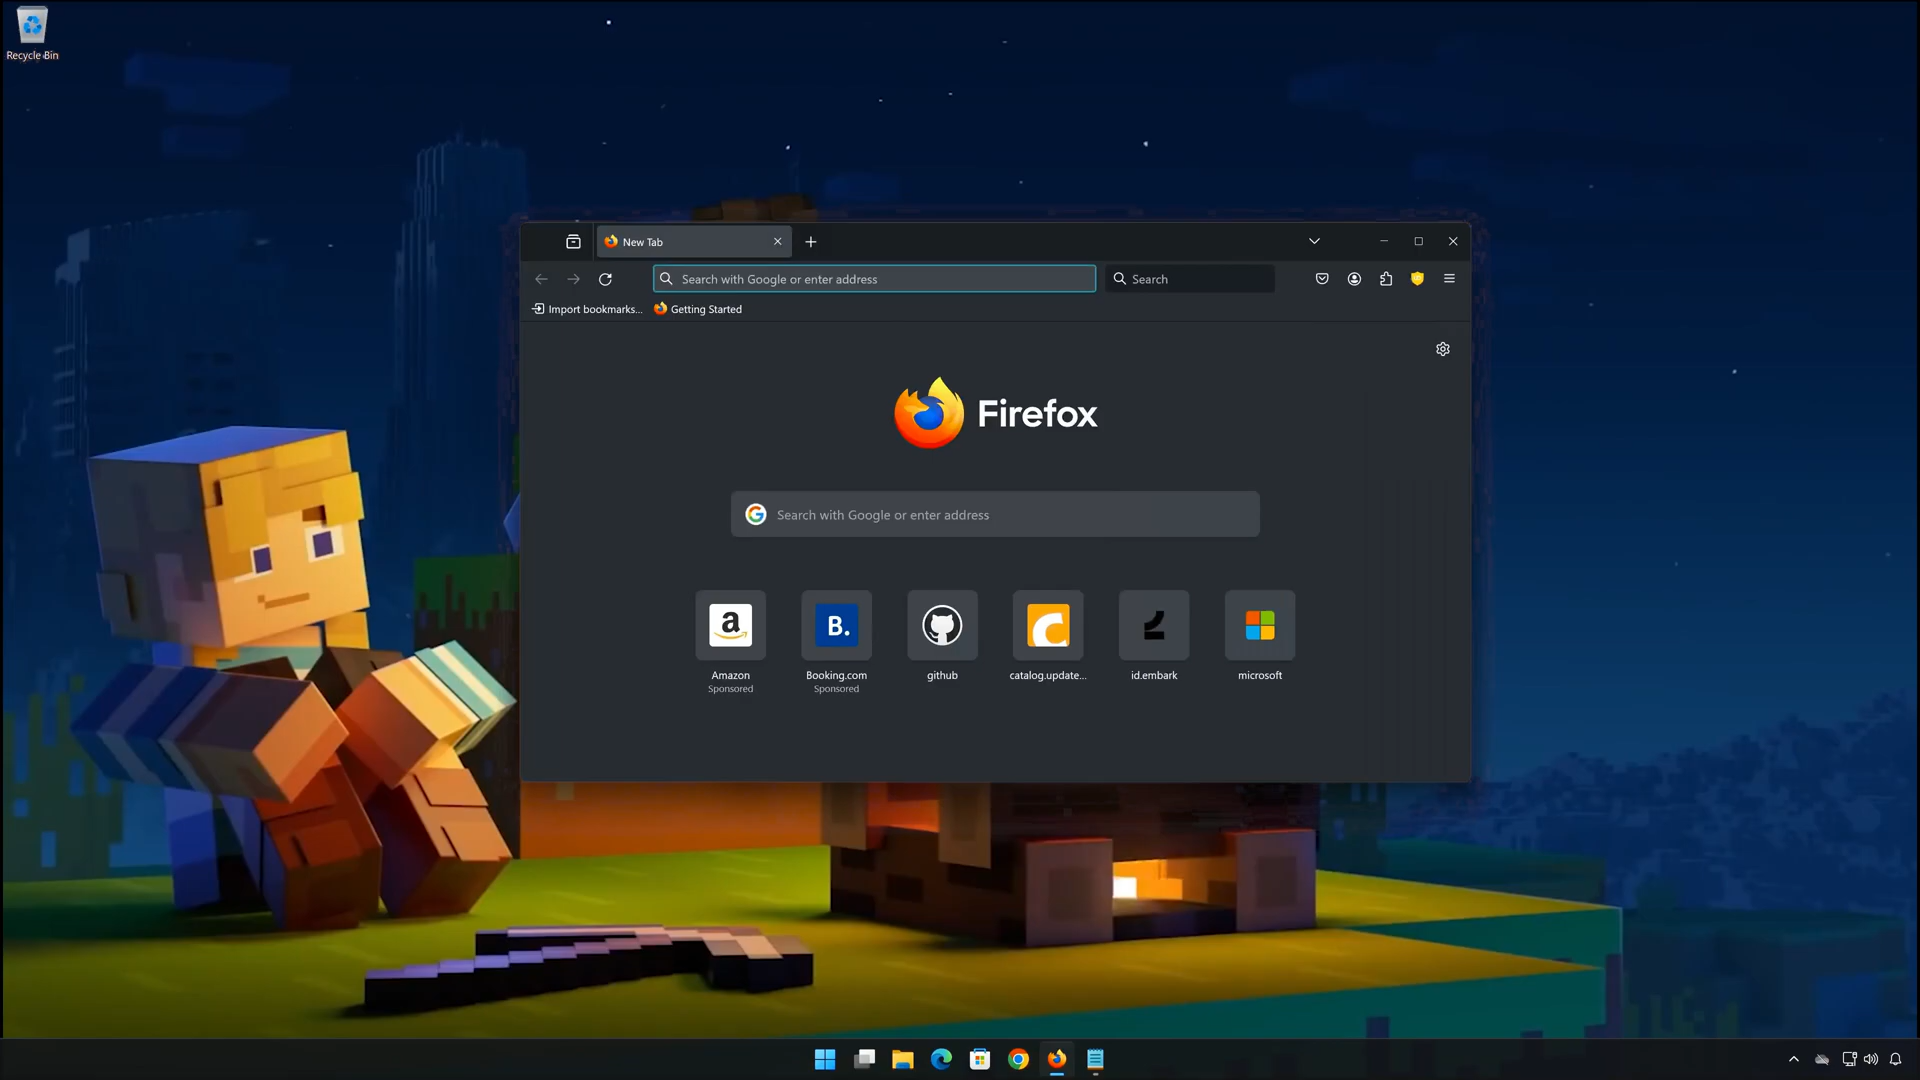 Recycle Bin
New Tab
Search with Google or enter address
Search
Import bookmarks...
Getting Started
Firefox
Search with Google or enter address
a
B.
Amazon
Sponsored
Booking.com
Sponsored
github
catalog.update...
id.embark
microsoft